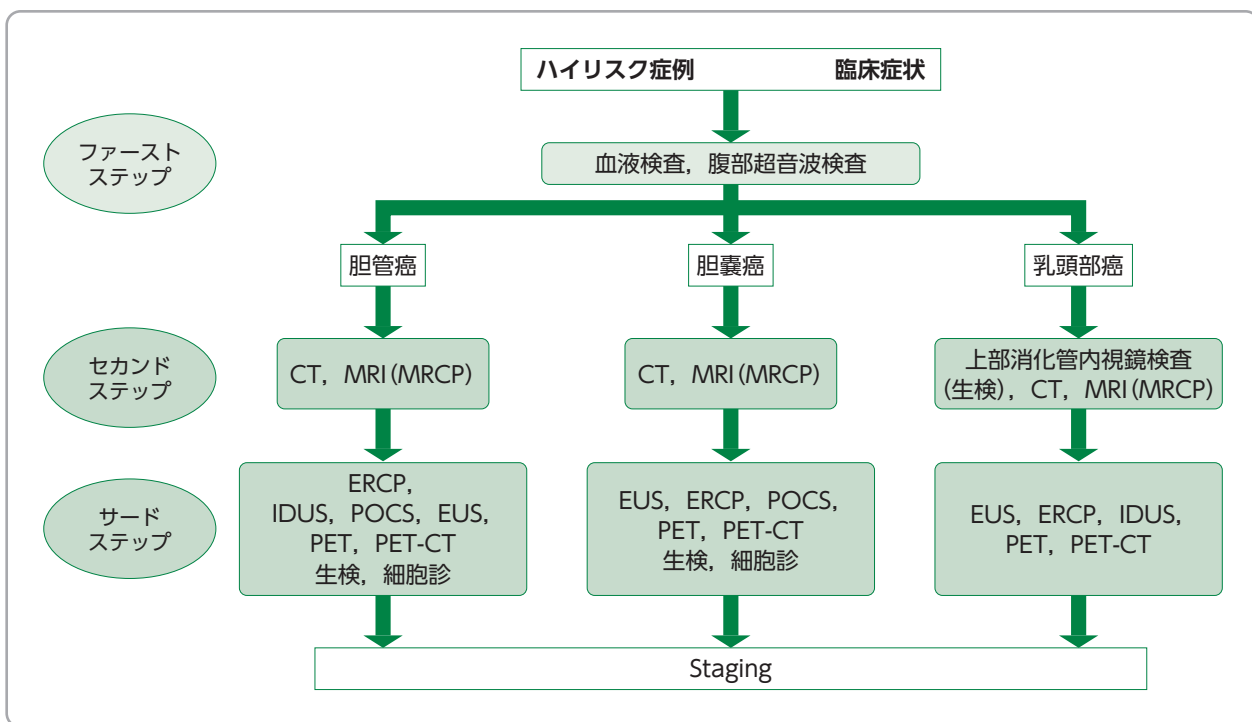 ハイリスク症例 臨床症状
ファースト
ステップ
血液検査，腹部超音波検査
胆管癌
胆嚢癌
乳頭部癌
セカンド
ステップ
CT，MRI（MRCP）
CT，MRI（MRCP）
上部消化管内視鏡検査
（生検），CT，MRI（MRCP）
サード
ステップ
ERCP，
IDUS，POCS，EUS，
PET，PET-CT
生検，細胞診
EUS，ERCP，POCS，
PET，PET-CT
生検，細胞診
EUS，ERCP，IDUS，
PET，PET-CT
Staging